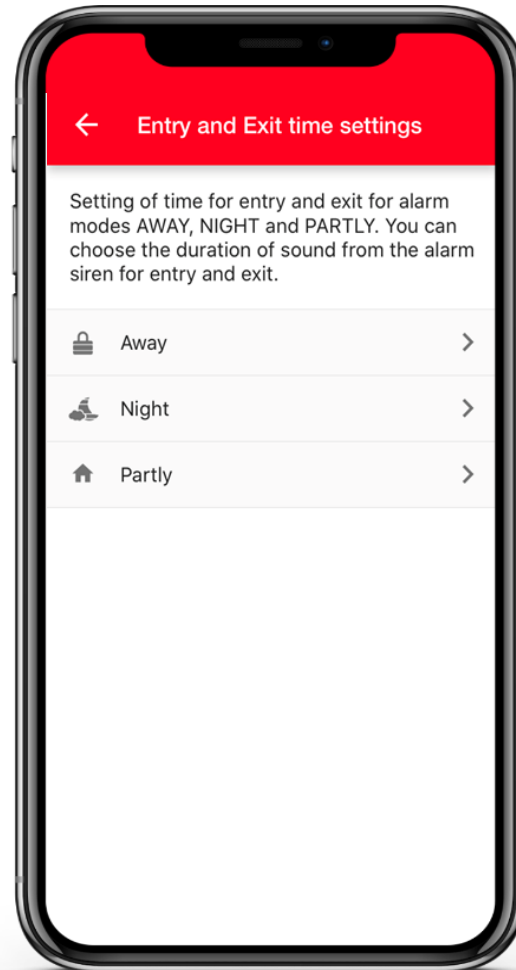 Entry and Exit time settings
Setting of time for entry and exit for alarm
modes AWAY, NIGHT and PARTLY. You can
choose the duration of sound from the alarm
siren for entry and exit.
Away
Night
Partly